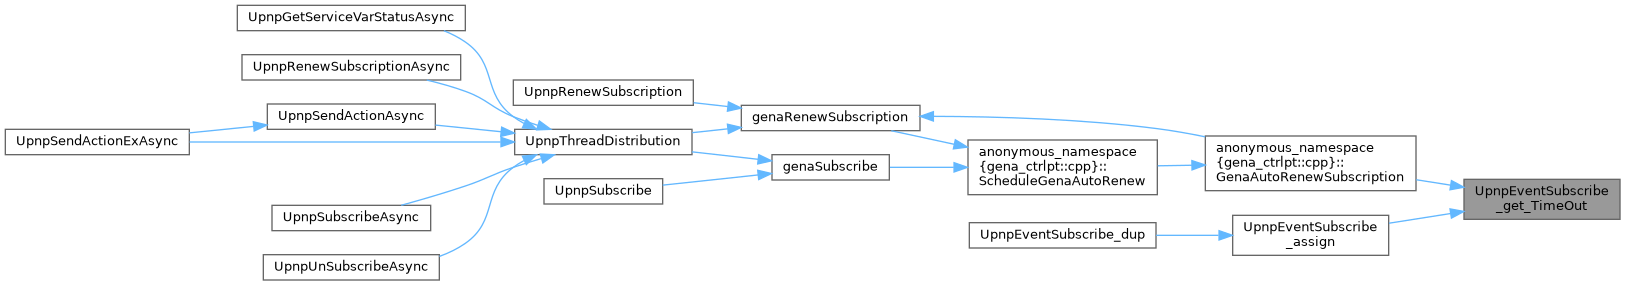 UpnpGetServiceVarStatusAsync
UpnpRenewSubscriptionAsync
UpnpSendActionAsync
UpnpSendActionExAsync
UpnpSubscribeAsync
UpnpUnSubscribeAsync
UpnpThreadDistribution
UpnpRenewSubscription
UpnpSubscribe
genaRenewSubscription
genaSubscribe
anonymous_namespace
{gena_ctrlpt::cpp}::
ScheduleGenaAutoRenew
UpnpEventSubscribe_dup
anonymous_namespace
{gena_ctrlpt::cpp}::
GenaAutoRenewSubscription
UpnpEventSubscribe
_assign
UpnpEventSubscribe
_get_TimeOut